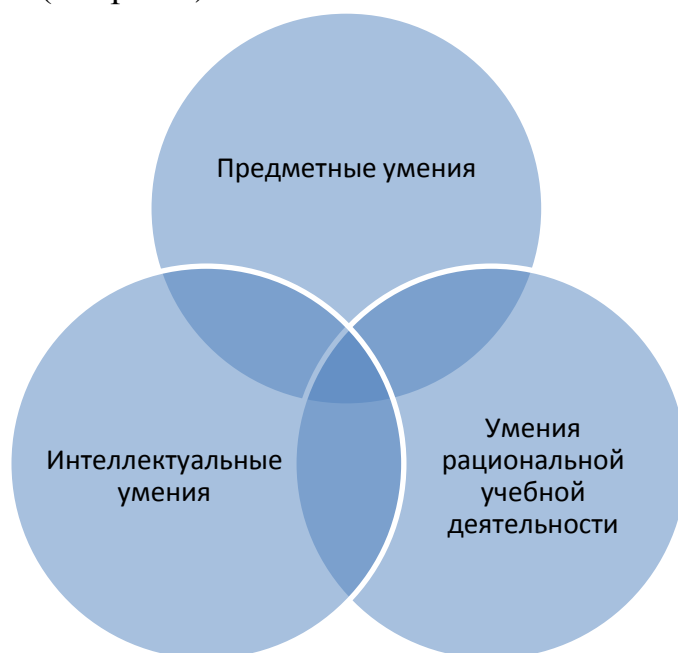 Предметные умения
Интеллектуальные
умения
Умения
рациональной
учебной
деятельности